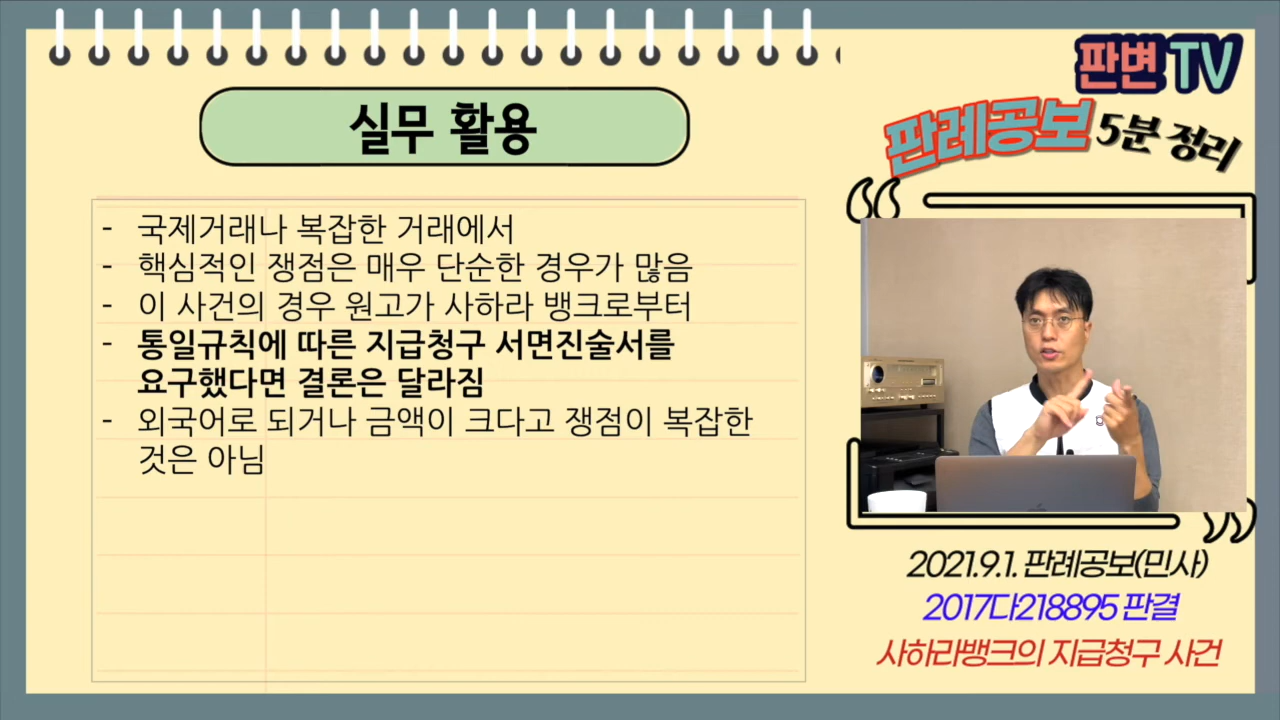 판변 TV
판례공보 5분 정리
실무 활용
- 국제거래나 복잡한 거래에서
- 핵심적인 쟁점은 매우 단순한 경우가 많음
- 이 사건의 경우 원고가 사하라 뱅크로부터
- 통일규칙에 따른 지급청구 서면진술서를
요구했다면 결론은 달라짐
- 외국어로 되거나 금액이 크다고 쟁점이 복잡한
것은 아님
2021.9.1. 판례공보(민사)
2017다218895 판결
사하라뱅크의 지급청구 사건